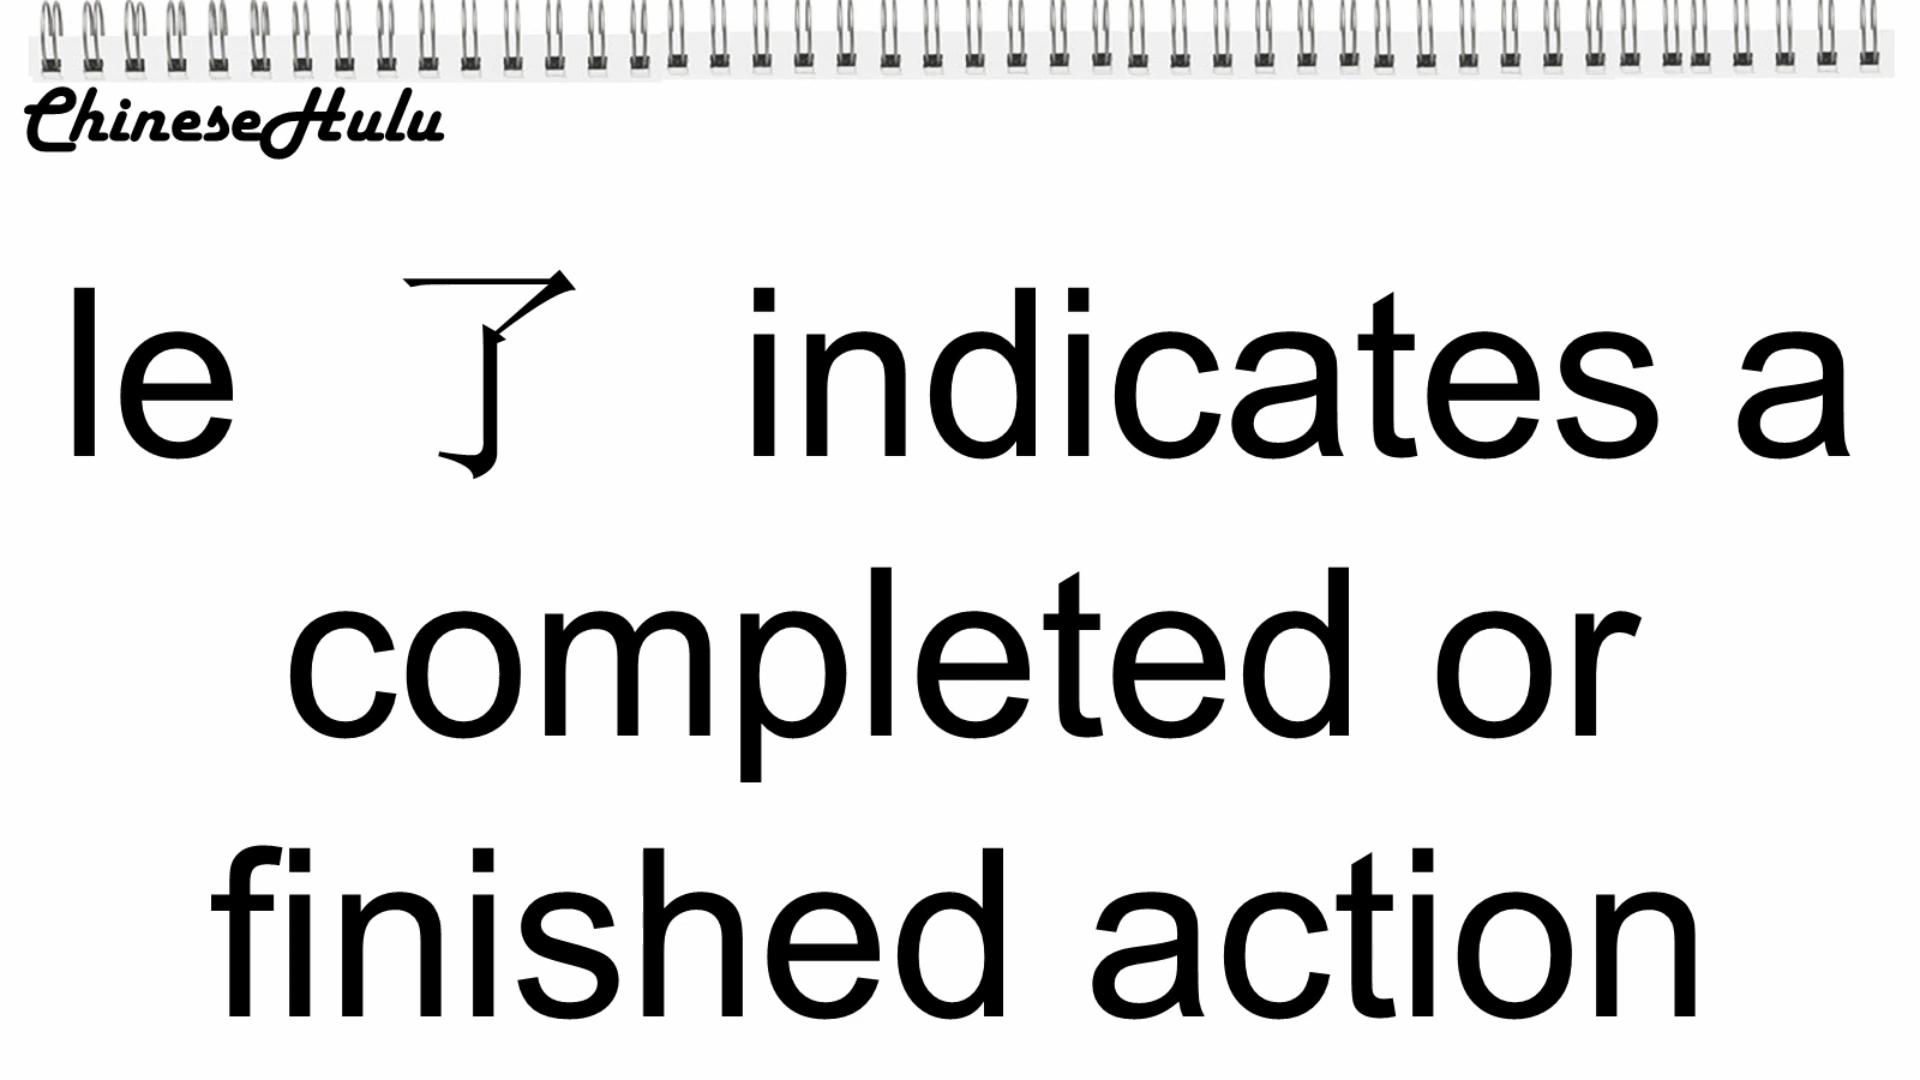 ChineseHulu
le 了 indicates a
completed or
finished action